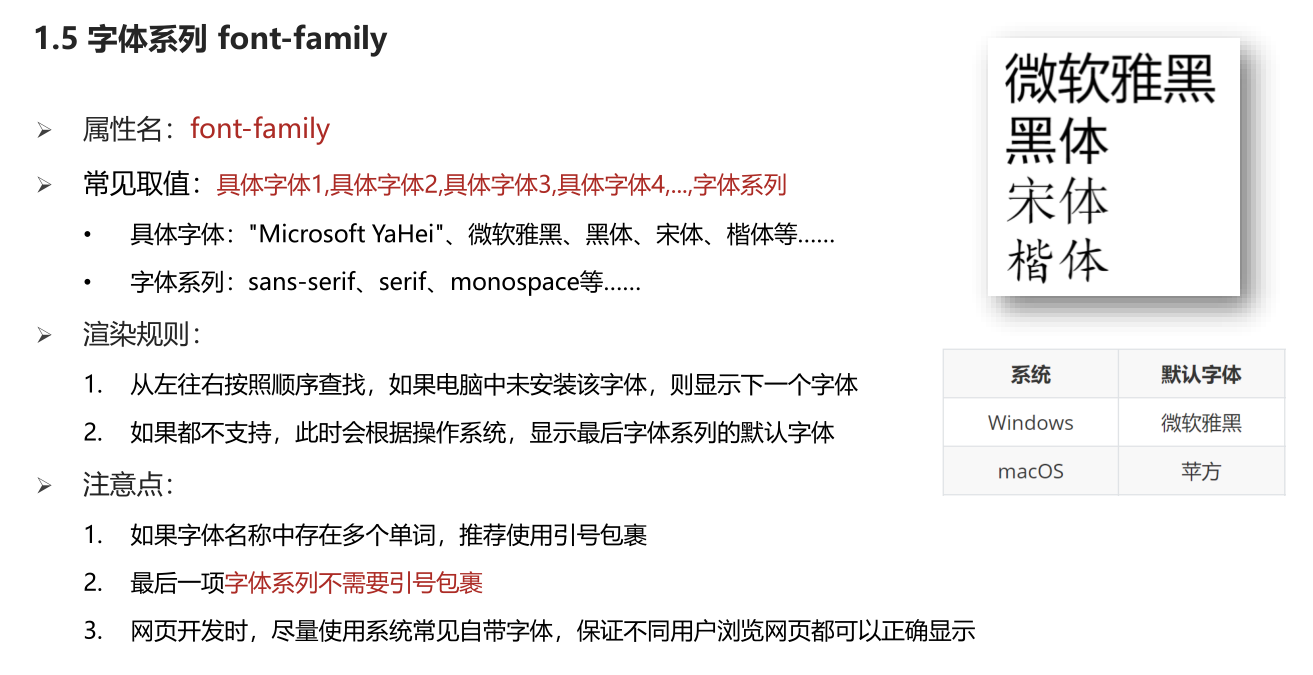 1.5 字体系列 font-family
属性名：font-family
常见取值：具体字体1,具体字体2,具体字体3,具体字体4,...,字体系列
• 具体字体："Microsoft YaHei"、微软雅黑、黑体、宋体、楷体等……
• 字体系列：sans-serif、serif、monospace等……
渲染规则：
1. 从左往右按照顺序查找，如果电脑中未安装该字体，则显示下一个字体
2. 如果都不支持，此时会根据操作系统，显示最后字体系列的默认字体
注意点：
1. 如果字体名称中存在多个单词，推荐使用引号包裹
2. 最后一项字体系列不需要引号包裹
3. 网页开发时，尽量使用系统常见自带字体，保证不同用户浏览网页都可以正确显示
微软雅黑
黑体
宋体
楷体
系统 默认字体
Windows 微软雅黑
macOS 苹方